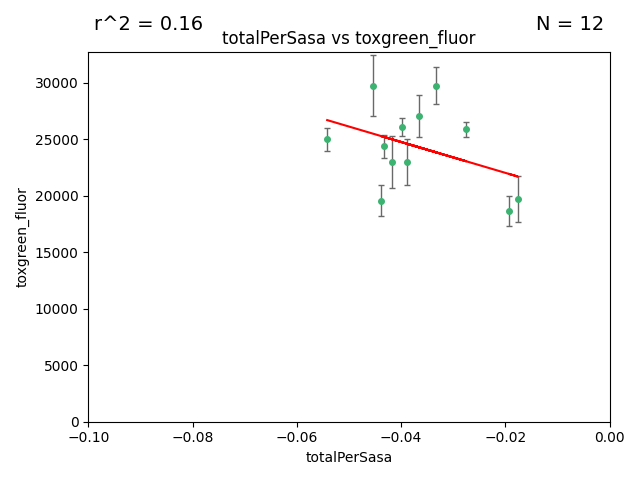 r^2 = 0.16
N = 12
totalPerSasa vs toxgreen_fluor
30000
25000
20000
15000
10000
5000
0
toxgreen_fluor
−0.10
−0.08
−0.06
−0.04
−0.02
0.00
totalPerSasa